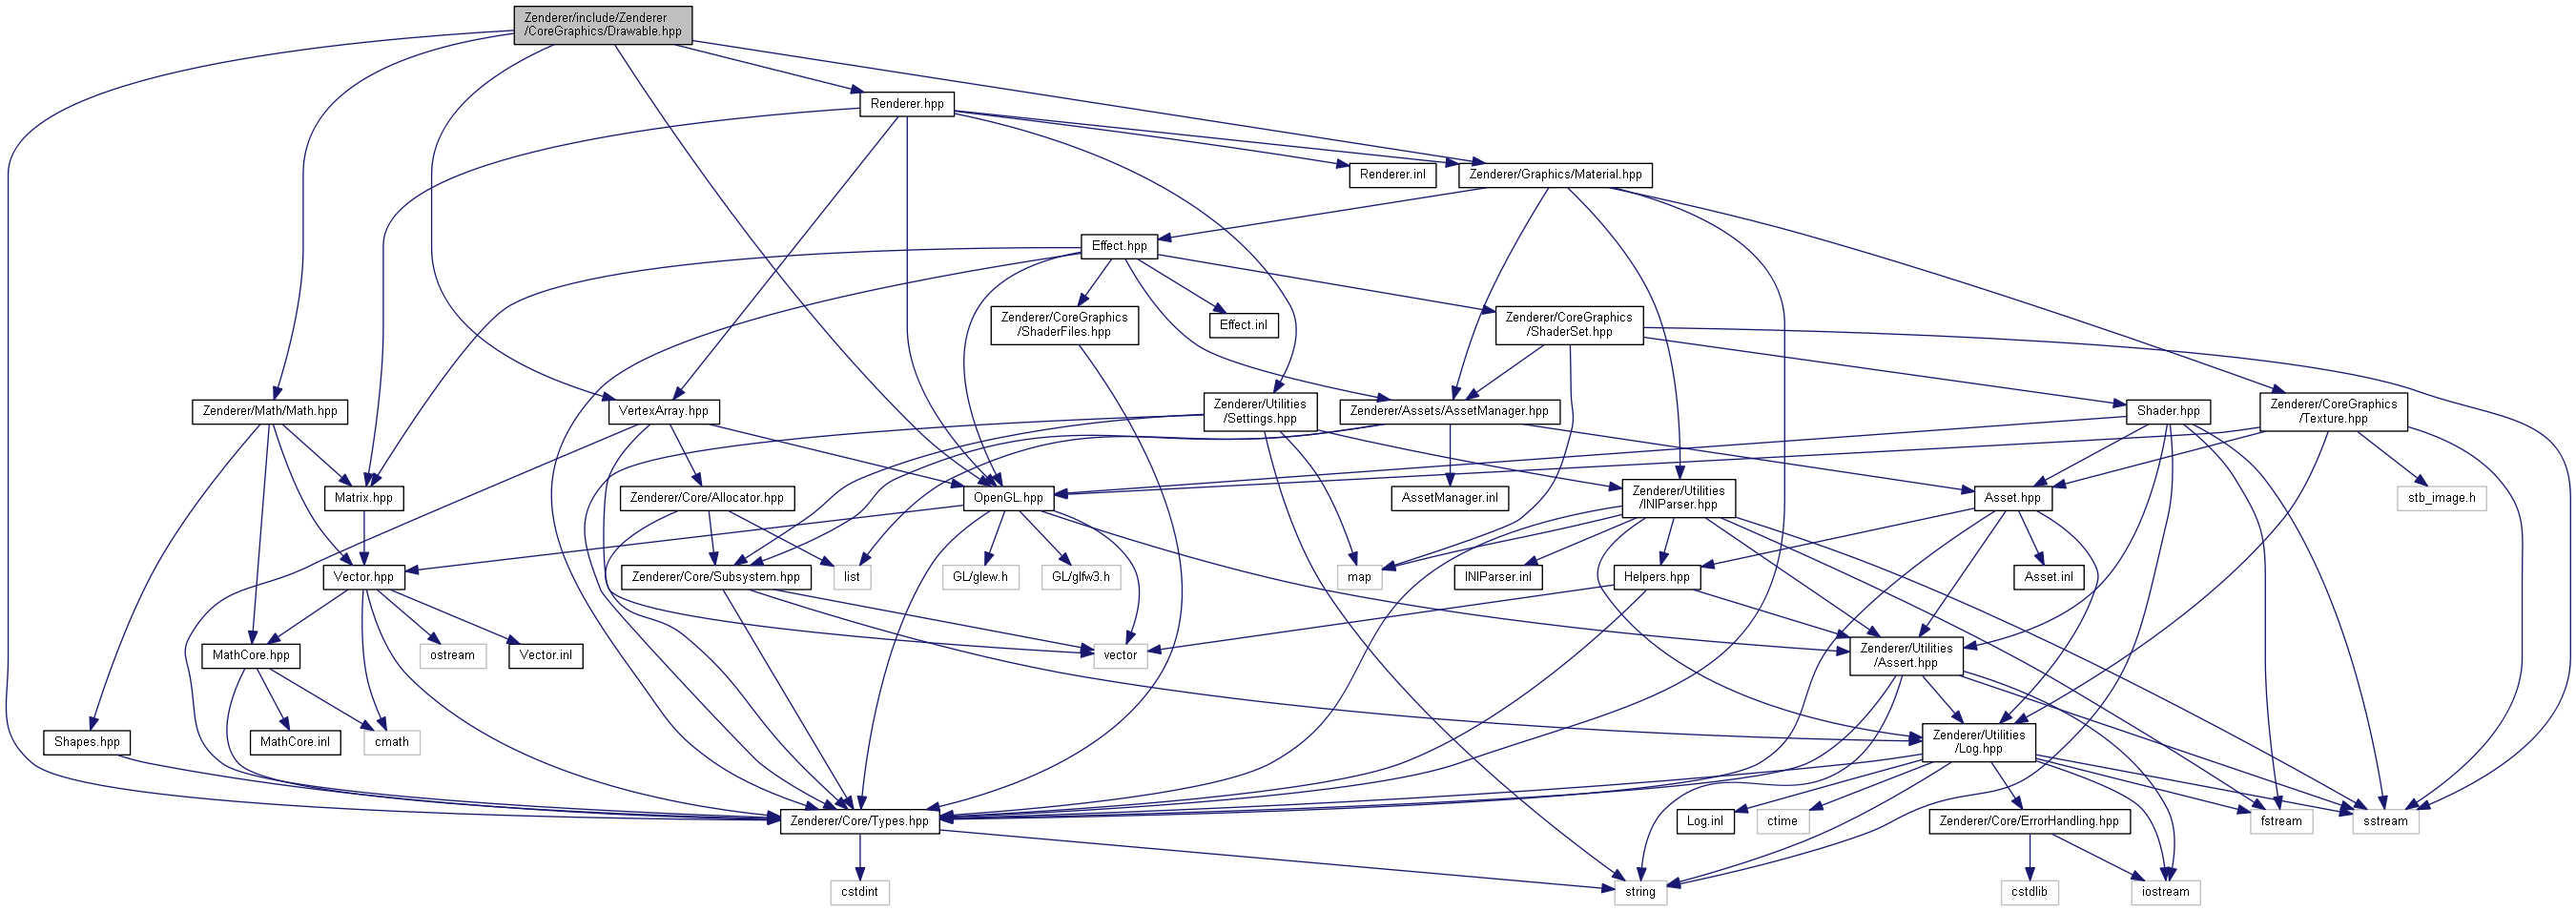 Zenderer/include/Zenderer
/CoreGraphics/Drawable.hpp
Renderer.hpp
Renderer.inl
Zenderer/Graphics/Material.hpp
Effect.hpp
Zenderer/CoreGraphics
/ShaderFiles.hpp
Effect.inl
Zenderer/CoreGraphics
/ShaderSet.hpp
Zenderer/Math/Math.hpp
VertexArray.hpp
Zenderer/Utilities
/Settings.hpp
Zenderer/Assets/AssetManager.hpp
Shader.hpp
Zenderer/CoreGraphics
/Texture.hpp
Matrix.hpp
Zenderer/Core/Allocator.hpp
OpenGL.hpp
AssetManager.inl
Zenderer/Utilities
/INIParser.hpp
Asset.hpp
stb_image.h
Vector.hpp
Zenderer/Core/Subsystem.hpp
list
GL/glew.h
GL/glfw3.h
map
INIParser.inl
Helpers.hpp
Asset.inl
MathCore.hpp
ostream
Vector.inl
vector
Zenderer/Utilities
/Assert.hpp
Shapes.hpp
MathCore.inl
cmath
Zenderer/Utilities
/Log.hpp
Zenderer/Core/Types.hpp
Log.inl
ctime
Zenderer/Core/ErrorHandling.hpp
fstream
sstream
cstdint
string
cstdlib
iostream